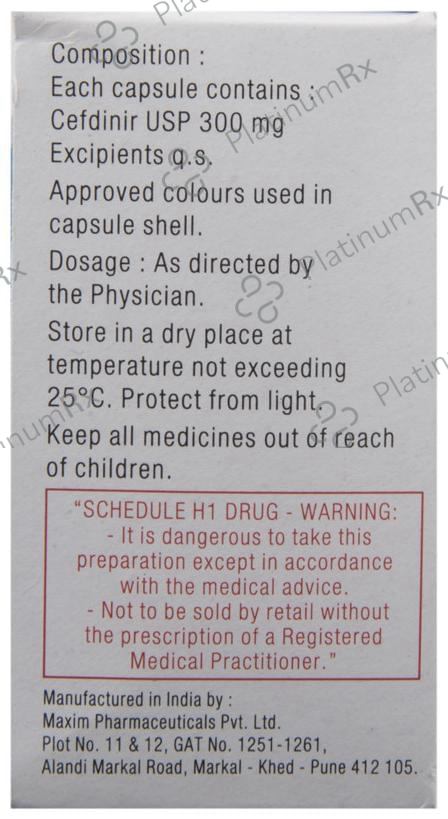 Composition :
Each capsule contains :
Cefdinir USP 300 mg
Excipients q.s.
Approved colours used in
capsule shell.
Dosage : As directed by
the Physician.
Store in a dry place at
temperature not exceeding
25°C. Protect from light.
Keep all medicines out of reach
of children.
"SCHEDULE H1 DRUG - WARNING:
- It is dangerous to take this
preparation except in accordance
with the medical advice.
- Not to be sold by retail without
the prescription of a Registered
Medical Practitioner."
Manufactured in India by :
Maxim Pharmaceuticals Pvt. Ltd.
Plot No. 11 & 12, GAT No. 1251-1261,
Alandi Markal Road, Markal - Khed - Pune 412 105.
PlatinumRx
PlatinumRx